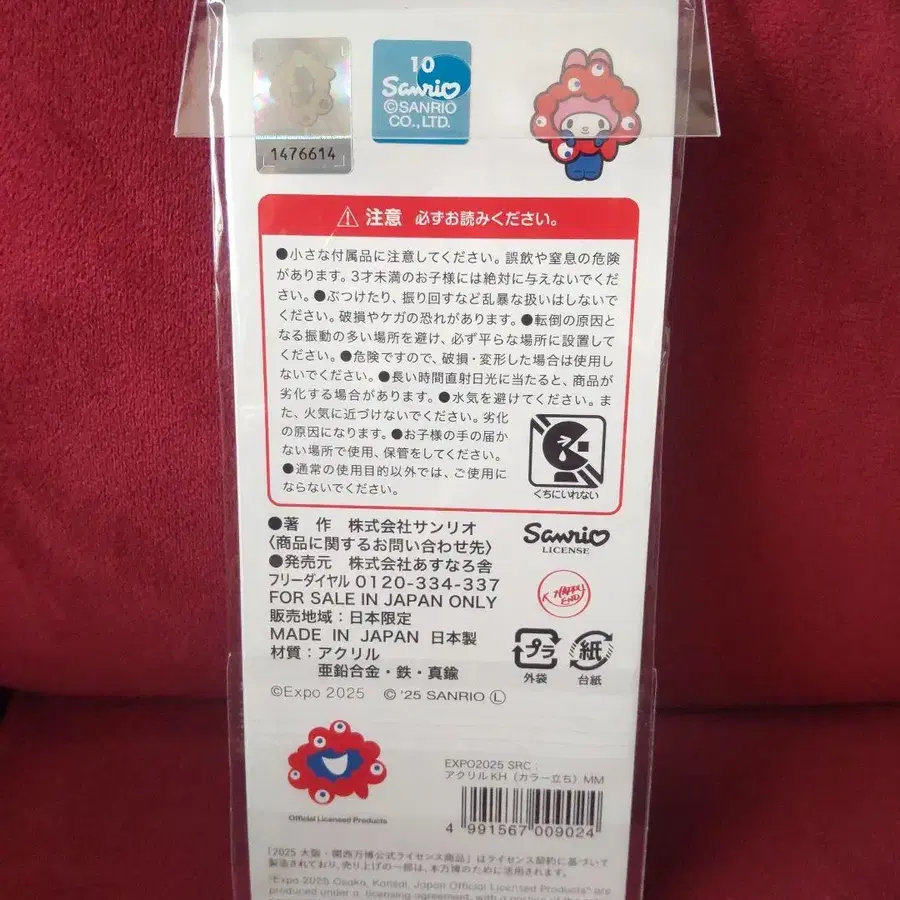 10
Sanrio
©SANRIO
CO., LTD.
1476614
注意 必ずお読みください。
●小さな付属品に注意してください。誤飲や窒息の危険
があります。3才未満のお子様には絶対に与えないでくだ
さい。●ぶつけたり、振り回すなど乱暴な扱いはしないで
ください。破損やケガの恐れがあります。●転倒の原因と
なる振動の多い場所を避け、必ず平らな場所に設置して
ください。●危険ですので、破損・変形した場合は使用し
ないでください。●長い時間直射日光に当たると、商品が
劣化する場合があります。●水気を避けてください。ま
た、火気に近づけないでください。劣化
の原因になります。●お子様の手の届か
ない場所で使用、保管をしてください。
●通常の使用目的以外では、ご使用に
ならないでください。
くちにいれない
●著 作 株式会社サンリオ
〈商品に関するお問い合わせ先〉
●発売元 株式会社あすなろ舎
フリーダイヤル 0120-334-337
FOR SALE IN JAPAN ONLY
販売地域:日本限定
MADE IN JAPAN 日本製
材質:アクリル
亜鉛合金・鉄・真鍮
©Expo 2025 © '25 SANRIO Ⓛ
Sanrio
LICENSE
HAPPY
END
プラ
外袋
紙
台紙
Official Licensed Products
EXPO2025 SRC:
アクリルKH(カラー立ち)MM
4 991567 009024
「2025 大阪・関西万博公式ライセンス商品」はライセンス契約に基づいて
製造されており、売り上げの一部は、本万博のために活用されます。
"Expo 2025 Osaka, Kansai, Japan Official Licensed Products" are
produced under a licensing agreement, with a portion of the